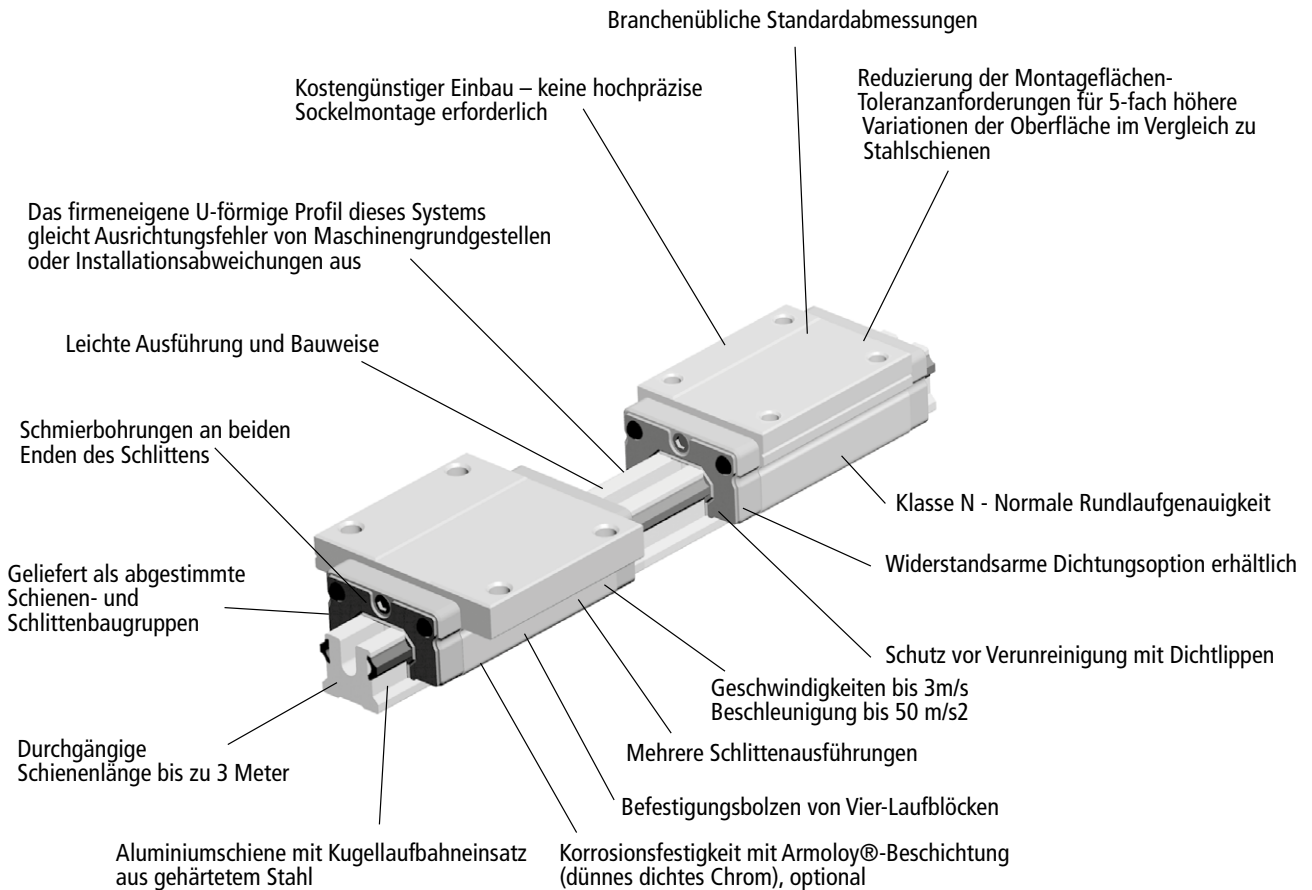 Branchenübliche Standardabmessungen
Kostengünstiger Einbau – keine hochpräzise
Sockelmontage erforderlich
Reduzierung der Montageflächen-
Toleranzanforderungen für 5-fach höhere
Variationen der Oberfläche im Vergleich zu
Stahlschienen
Das firmeneigene U-förmige Profil dieses Systems
gleicht Ausrichtungsfehler von Maschinengrundgestellen
oder Installationsabweichungen aus
Leichte Ausführung und Bauweise
Schmierbohrungen an beiden
Enden des Schlittens
Klasse N - Normale Rundlaufgenauigkeit
Widerstandsarme Dichtungsoption erhältlich
Geliefert als abgestimmte
Schienen- und
Schlittenbaugruppen
Schutz vor Verunreinigung mit Dichtlippen
Geschwindigkeiten bis 3m/s
Beschleunigung bis 50 m/s2
Durchgängige
Schienenlänge bis zu 3 Meter
Mehrere Schlittenausführungen
Befestigungsbolzen von Vier-Laufblöcken
Aluminiumschiene mit Kugellaufbahneinsatz
aus gehärtetem Stahl
Korrosionsfestigkeit mit Armoloy®-Beschichtung
(dünnes dichtes Chrom), optional